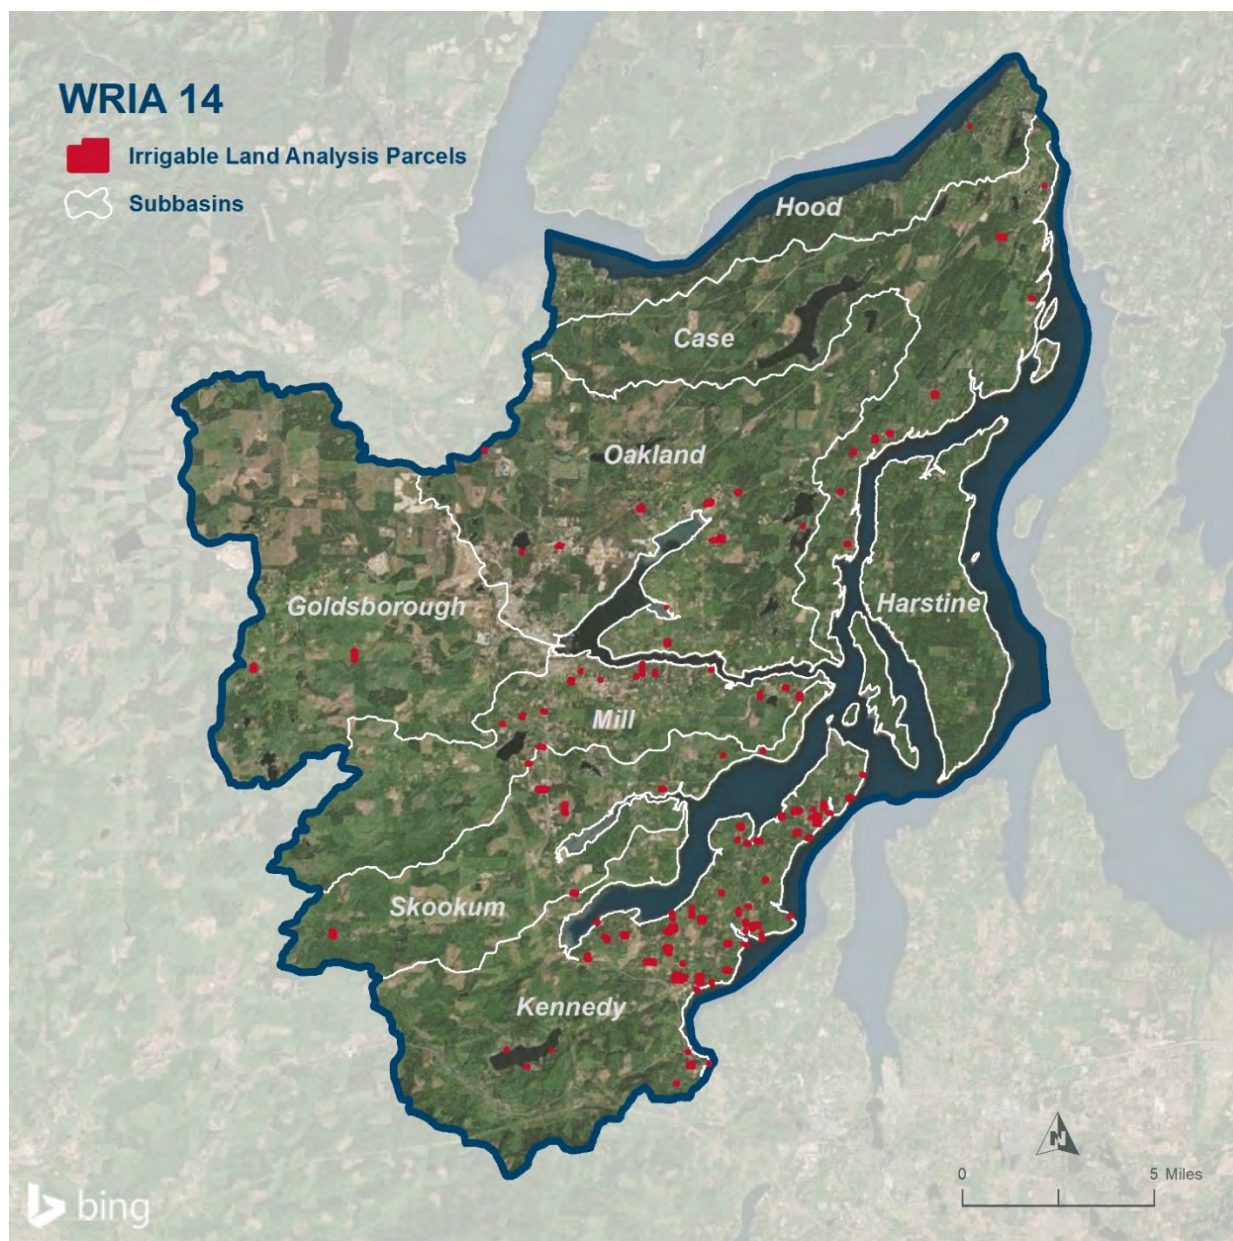 WRIA 14
Irrigable Land Analysis Parcels
Subbasins
Hood
Case
Oakland
Goldsborough
Harstine
Mill
Skookum
Kennedy
N
0 5 Miles
bing